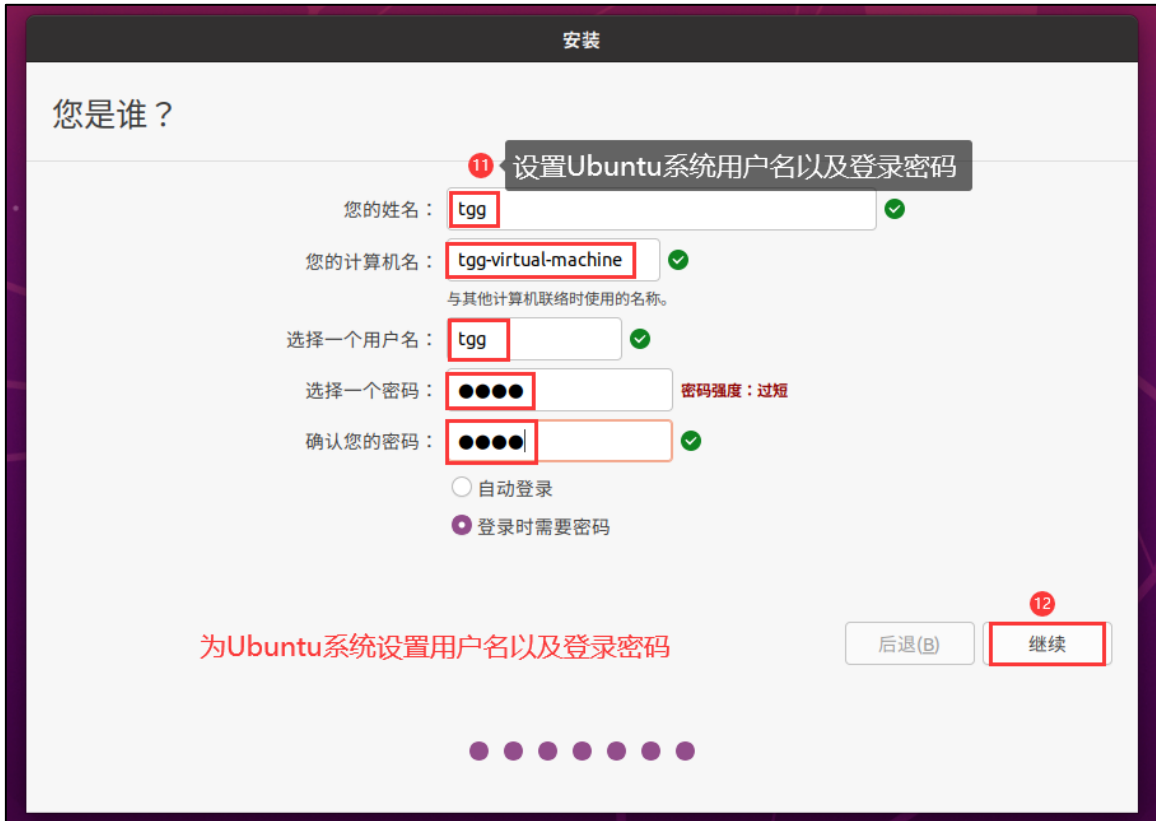 安装
您是谁？
11 设置Ubuntu系统用户名以及登录密码
您的姓名： tgg
您的计算机名： tgg-virtual-machine
与其他计算机联络时使用的名称。
选择一个用户名： tgg
选择一个密码： ●●●● 密码强度：过短
确认您的密码： ●●●●
自动登录
登录时需要密码
12
为Ubuntu系统设置用户名以及登录密码 后退(B) 继续